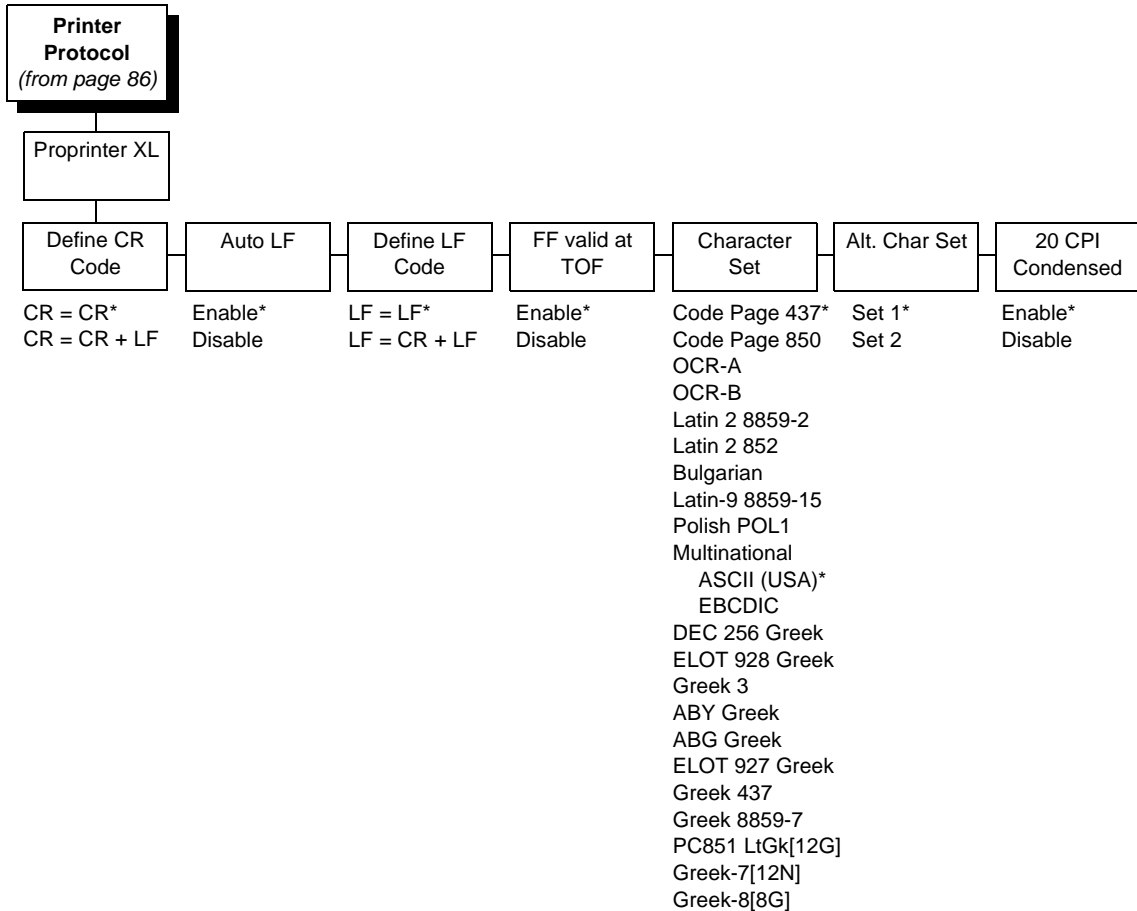 Printer
Protocol
(from page 86)
Proprinter XL
Define CR
Code
CR = CR*
CR = CR + LF
Auto LF
Enable*
Disable
Define LF
Code
LF = LF*
LF = CR + LF
FF valid at
TOF
Enable*
Disable
Character
Set
Code Page 437*
Code Page 850
OCR-A
OCR-B
Latin 2 8859-2
Latin 2 852
Bulgarian
Latin-9 8859-15
Polish POL1
Multinational
ASCII (USA)*
EBCDIC
DEC 256 Greek
ELOT 928 Greek
Greek 3
ABY Greek
ABG Greek
ELOT 927 Greek
Greek 437
Greek 8859-7
PC851 LtGk[12G]
Greek-7[12N]
Greek-8[8G]
Alt. Char Set
Set 1*
Set 2
20 CPI
Condensed
Enable*
Disable